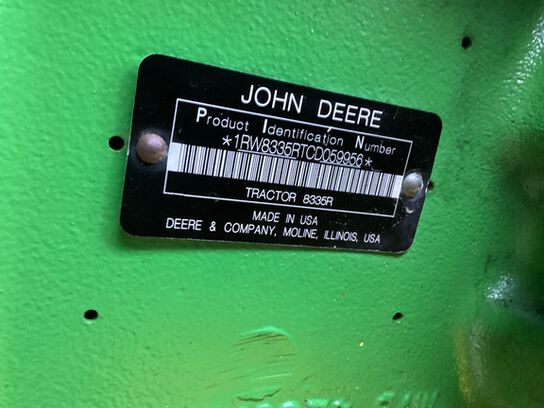 JOHN DEERE
Product Identification Number
*1RW8335RTCD059956*
TRACTOR 8335R
MADE IN USA
DEERE & COMPANY, MOLINE, ILLINOIS, USA